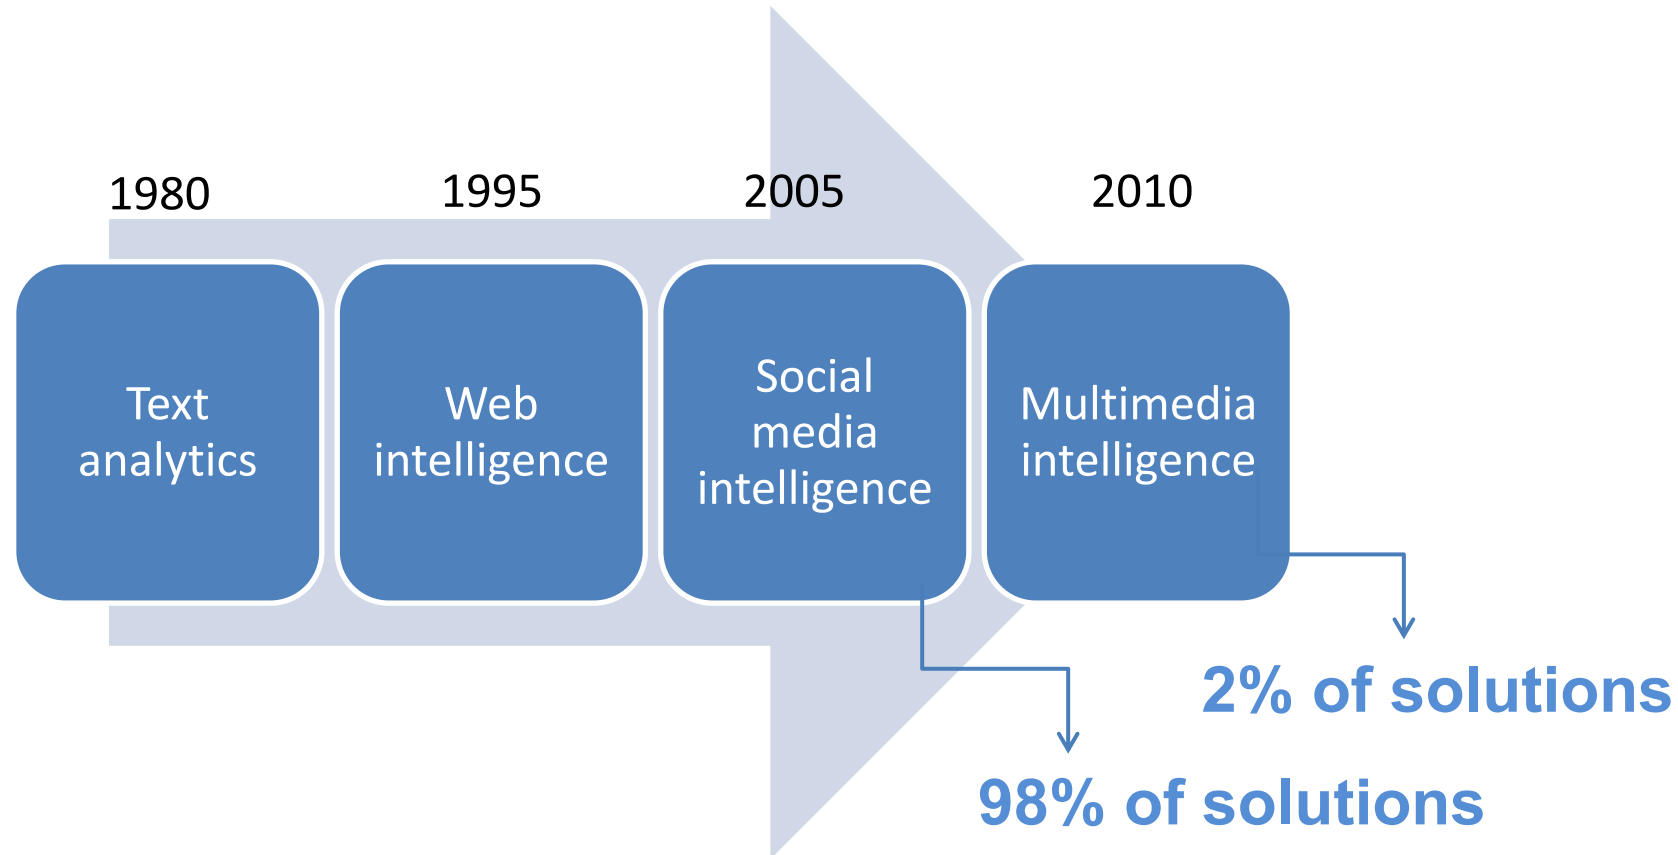 1980
1995
2005
2010
Text
analytics
Web
intelligence
Social
media
intelligence
Multimedia
intelligence
2% of solutions
98% of solutions